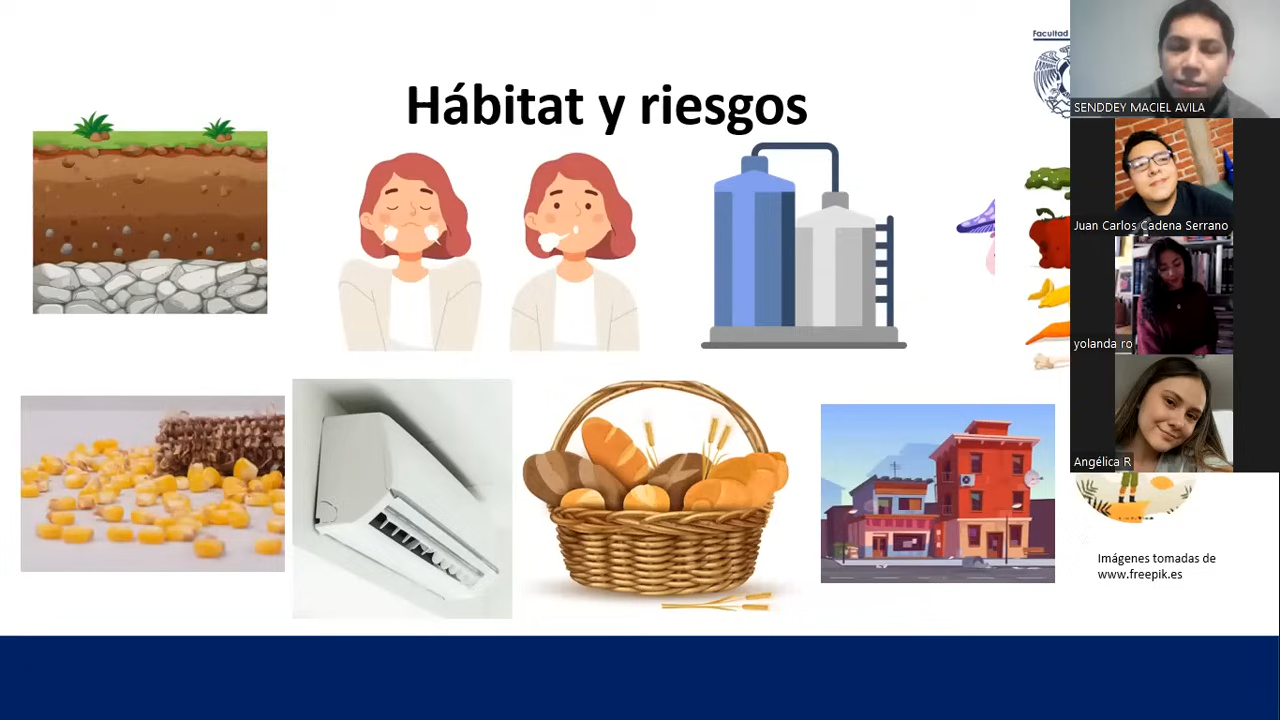 Hábitat y riesgos
Facultad
SENDDEY MACIEL AVILA
Juan Carlos Cadena Serrano
yolanda ro
Angélica R
Imágenes tomadas de
www.freepik.es